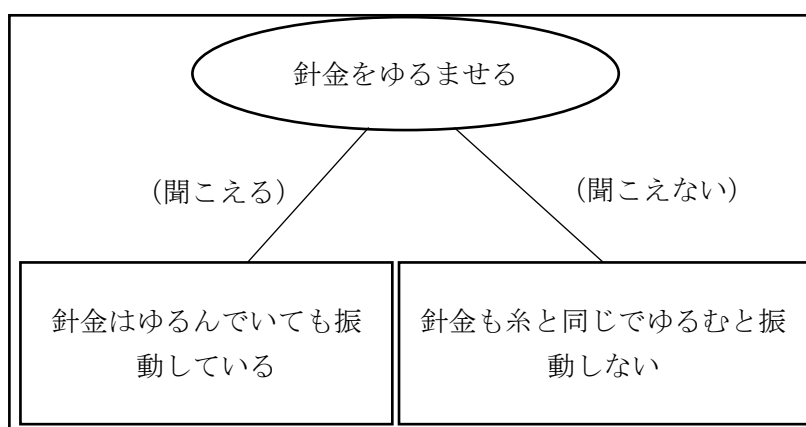 針金をゆるませる
（聞こえる）
（聞こえない）
針金はゆるんでいても振
動している
針金も糸と同じでゆるむと振
動しない